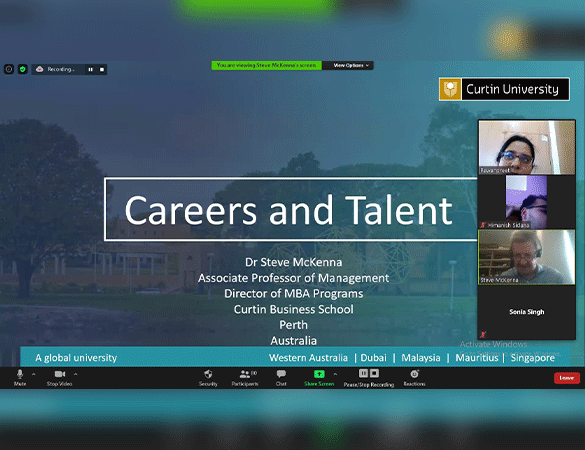 You are viewing Steve McKenna's screen
View Options
Recording...
Curtin University
Careers and Talent
Dr Steve McKenna
Associate Professor of Management
Director of MBA Programs
Curtin Business School
Perth
Australia
Rawanpreet
Himanish Sidana
Steve McKenna
Sonia Singh
Activate Windows
A global university
Western Australia | Dubai | Malaysia | Mauritius | Singapore
Mute
Stop Video
Security
Participants
Chat
Share Screen
Pause/Stop Recording
Reactions
Leave